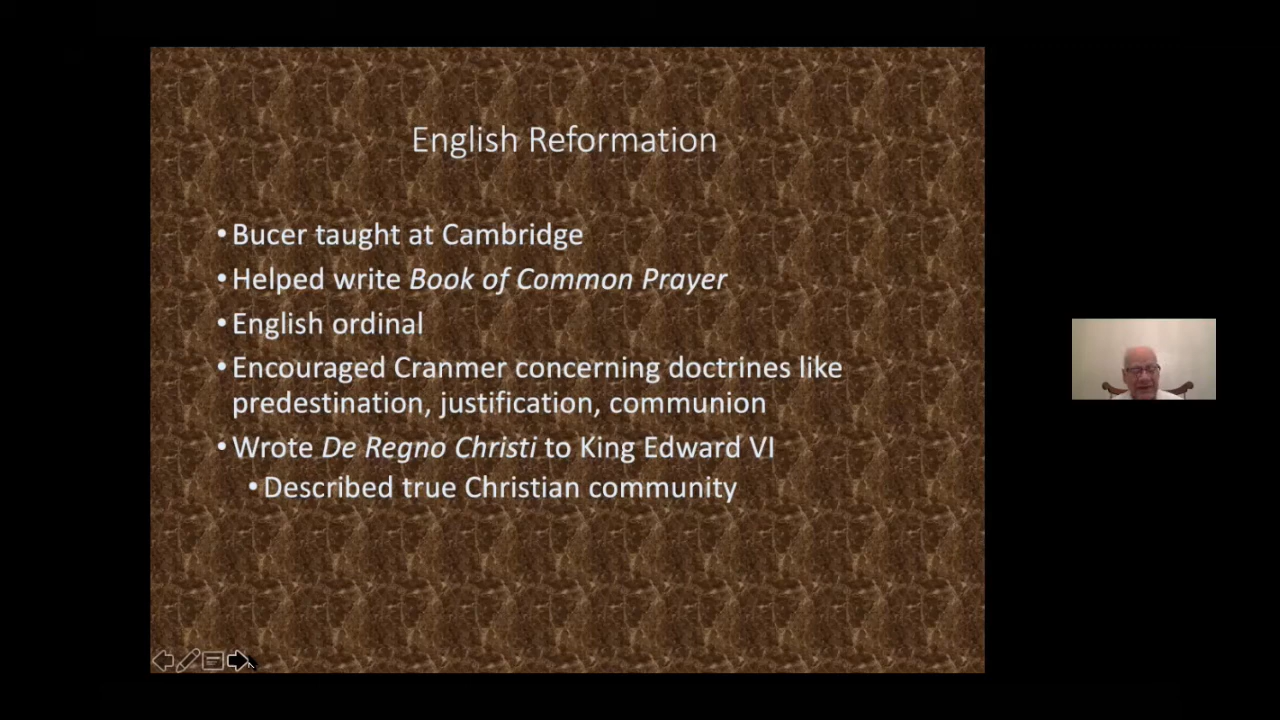 English Reformation
• Bucer taught at Cambridge
• Helped write Book of Common Prayer
• English ordinal
• Encouraged Cranmer concerning doctrines like
predestination, justification, communion
• Wrote De Regno Christi to King Edward VI
• Described true Christian community